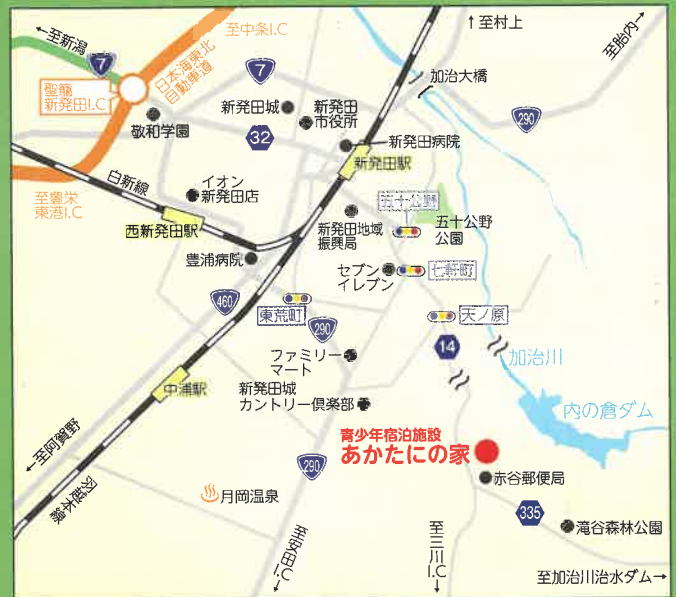 ←至新潟
7
至中条I.C
日本海東北
自動車道
聖籠
新発田I.C
敬和学園
7
新発田城
新発田
市役所
32
↑至村上
加治大橋
至胎内→
290
新発田病院
新発田駅
至豊栄
東港I.C
白新線
イオン
新発田店
西新発田駅
豊浦病院
新発田地域
振興局
五十公野
五十公野
公園
セブン
イレブン
七軒町
460
東荒町
290
天ノ原
14
加治川
ファミリー
マート
中浦駅
新発田城
カントリー倶楽部
内の倉ダム
青少年宿泊施設
あかたにの家
赤谷郵便局
←至阿賀野
羽越本線
290
月岡温泉
335
滝谷森林公園
至安田I.C→
至三川I.C→
至加治川治水ダム→